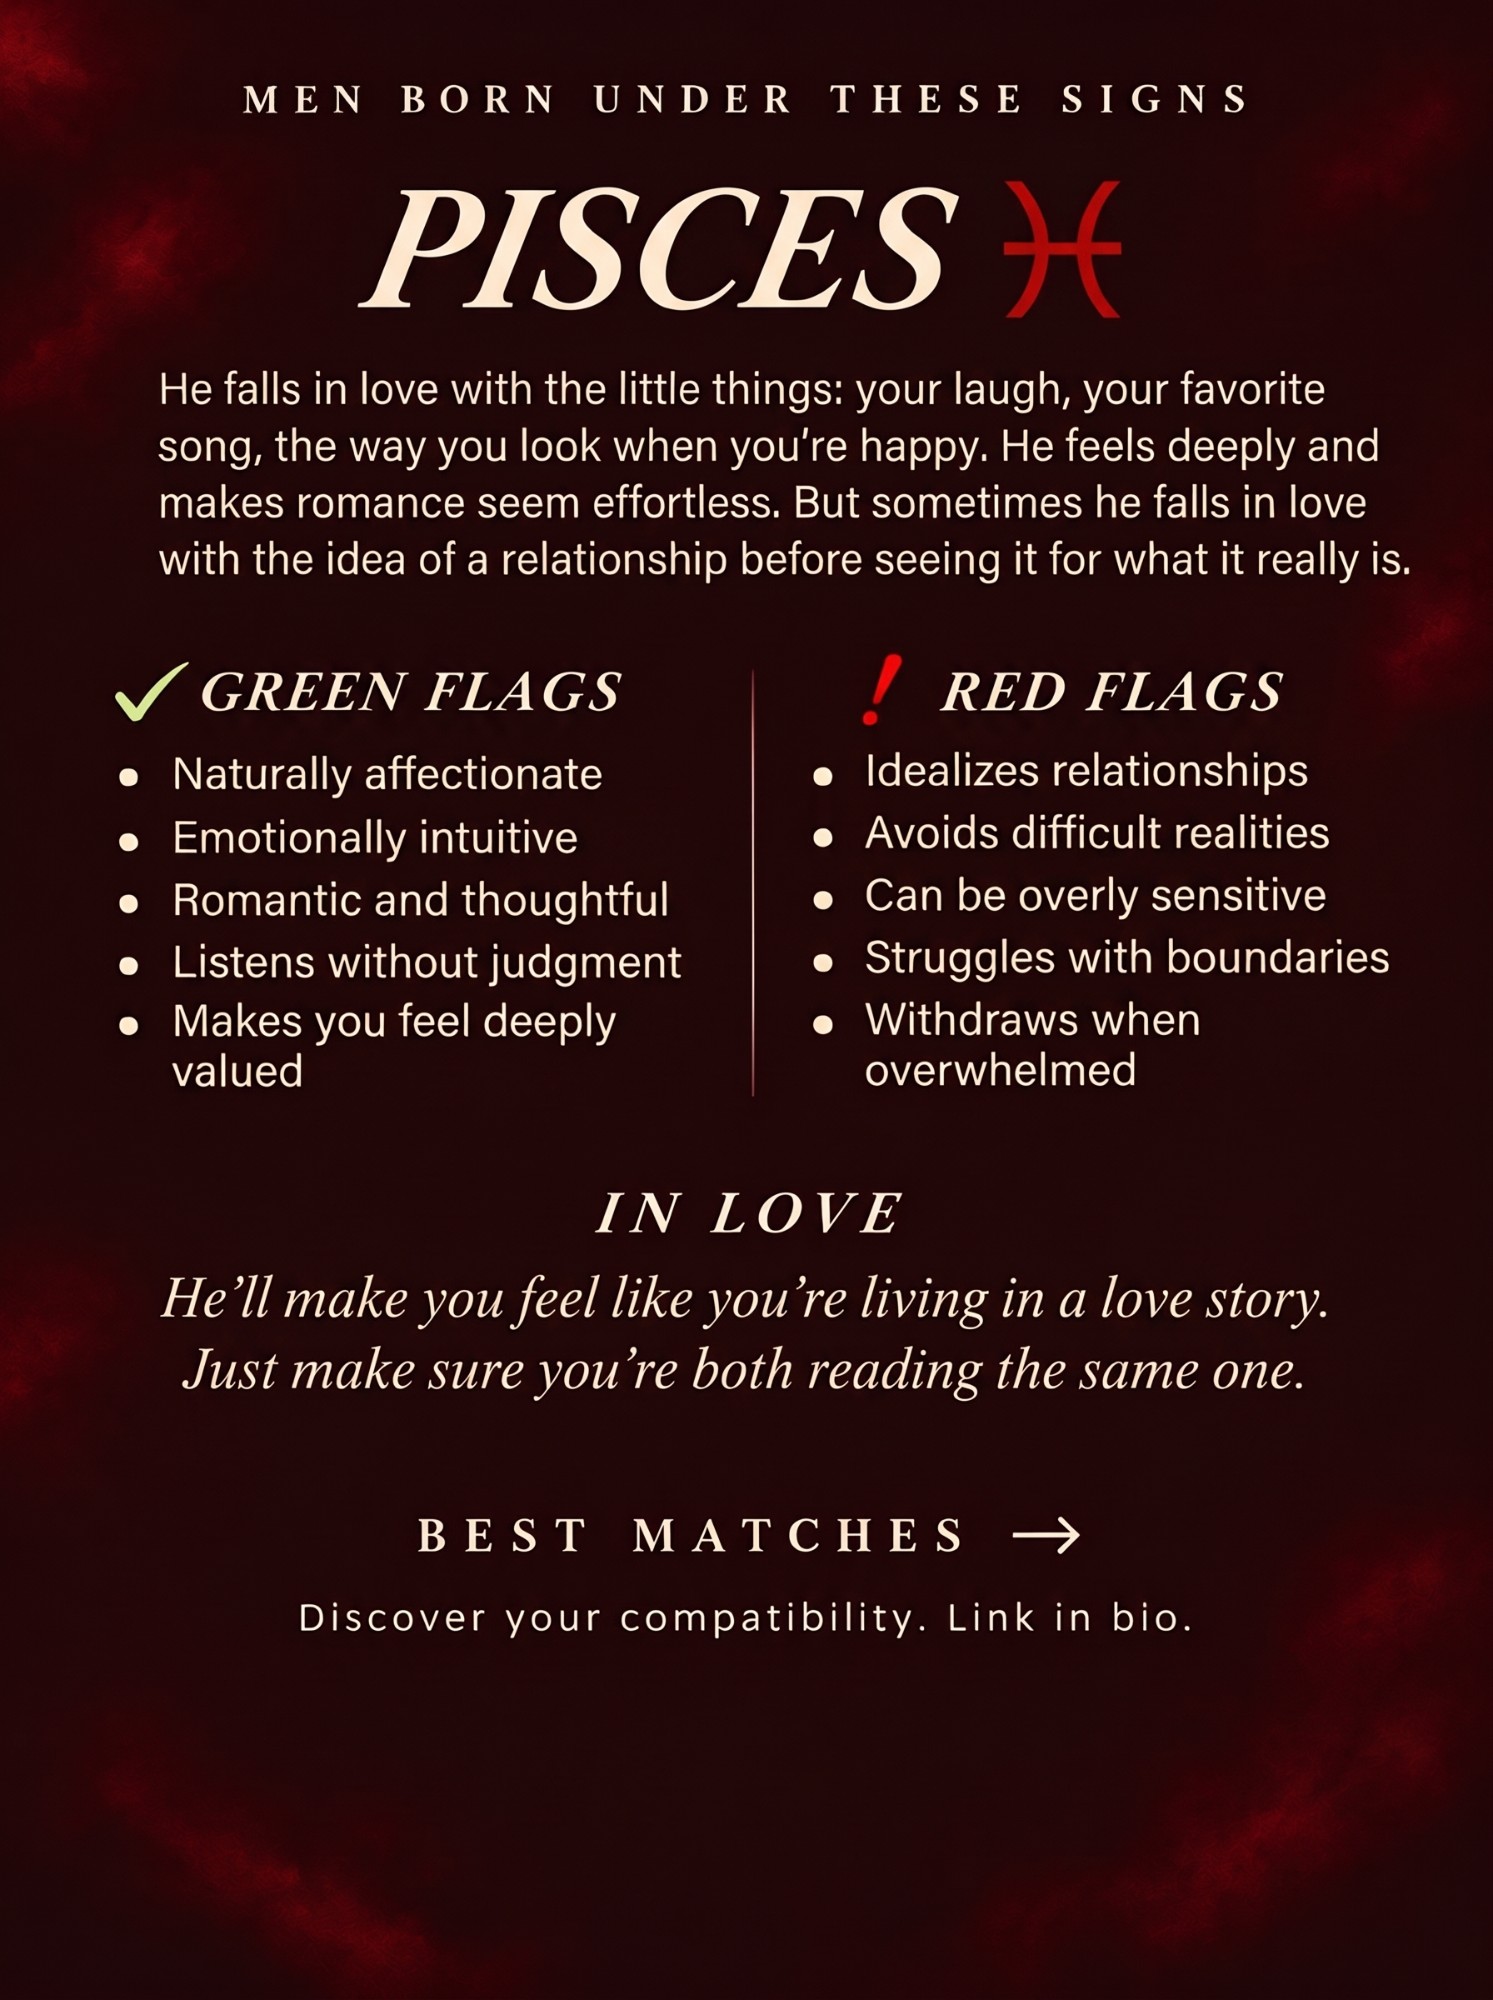 MEN BORN UNDER THESE SIGNS
PISCES ♓︎
He falls in love with the little things: your laugh, your favorite
song, the way you look when you’re happy. He feels deeply and
makes romance seem effortless. But sometimes he falls in love
with the idea of a relationship before seeing it for what it really is.
✓ GREEN FLAGS
• Naturally affectionate
• Emotionally intuitive
• Romantic and thoughtful
• Listens without judgment
• Makes you feel deeply
valued
! RED FLAGS
• Idealizes relationships
• Avoids difficult realities
• Can be overly sensitive
• Struggles with boundaries
• Withdraws when
overwhelmed
IN LOVE
He’ll make you feel like you’re living in a love story.
Just make sure you’re both reading the same one.
BEST MATCHES →
Discover your compatibility. Link in bio.